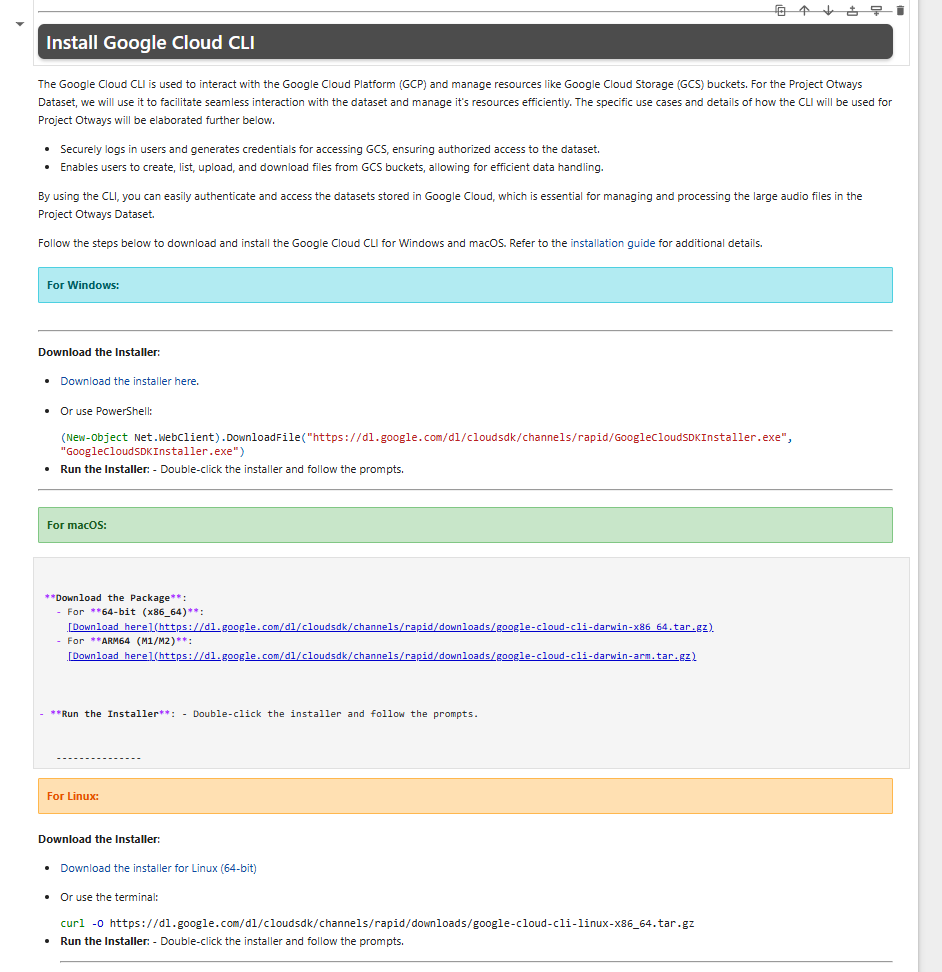 Install Google Cloud CLI
The Google Cloud CLI is used to interact with the Google Cloud Platform (GCP) and manage resources like Google Cloud Storage (GCS) buckets. For the Project Otways
Dataset, we will use it to facilitate seamless interaction with the dataset and manage it's resources efficiently. The specific use cases and details of how the CLI will be used for
Project Otways will be elaborated further below.
• Securely logs in users and generates credentials for accessing GCS, ensuring authorized access to the dataset.
• Enables users to create, list, upload, and download files from GCS buckets, allowing for efficient data handling.
By using the CLI, you can easily authenticate and access the datasets stored in Google Cloud, which is essential for managing and processing the large audio files in the
Project Otways Dataset.
Follow the steps below to download and install the Google Cloud CLI for Windows and macOS. Refer to the installation guide for additional details.
For Windows:
Download the Installer:
• Download the installer here.
• Or use PowerShell:
(New-Object Net.WebClient).DownloadFile("https://dl.google.com/dl/cloudsdk/channels/rapid/GoogleCloudSDKInstaller.exe",
"GoogleCloudSDKInstaller.exe")
• Run the Installer: - Double-click the installer and follow the prompts.
For macOS:
**Download the Package**:
- For **64-bit (x86_64)**:
[Download here](https://dl.google.com/dl/cloudsdk/channels/rapid/downloads/google-cloud-cli-darwin-x86_64.tar.gz)
- For **ARM64 (M1/M2)**:
[Download here](https://dl.google.com/dl/cloudsdk/channels/rapid/downloads/google-cloud-cli-darwin-arm.tar.gz)
- **Run the Installer**: - Double-click the installer and follow the prompts.
---------------
For Linux:
Download the Installer:
• Download the installer for Linux (64-bit)
• Or use the terminal:
curl -O https://dl.google.com/dl/cloudsdk/channels/rapid/downloads/google-cloud-cli-linux-x86_64.tar.gz
• Run the Installer: - Double-click the installer and follow the prompts.